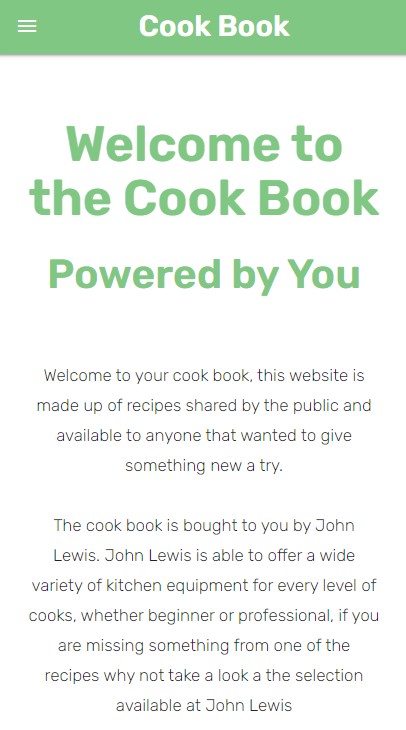 Cook Book
Welcome to
the Cook Book
Powered by You
Welcome to your cook book, this website is
made up of recipes shared by the public and
available to anyone that wanted to give
something new a try.
The cook book is bought to you by John
Lewis. John Lewis is able to offer a wide
variety of kitchen equipment for every level of
cooks, whether beginner or professional, if you
are missing something from one of the
recipes why not take a look a the selection
available at John Lewis